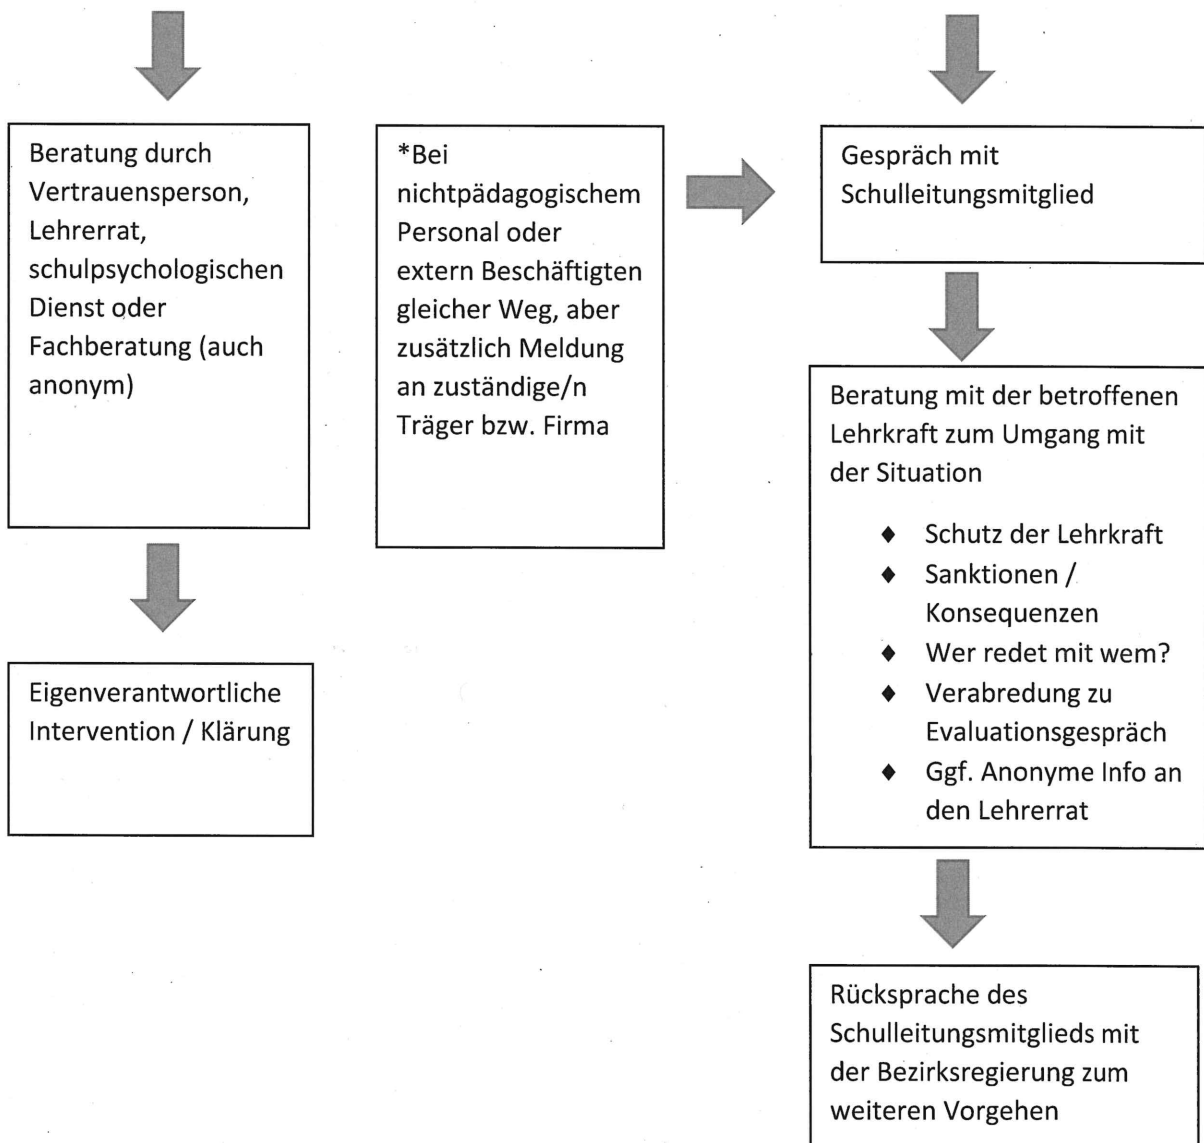 Beratung durch
Vertrauensperson,
Lehrerrat,
schulpsychologischen
Dienst oder
Fachberatung (auch
anonym)
Eigenverantwortliche
Intervention / Klärung
*Bei
nichtpädagogischem
Personal oder
extern Beschäftigten
gleicher Weg, aber
zusätzlich Meldung
an zuständige/n
Träger bzw. Firma
Gespräch mit
Schulleitungsmitglied
Beratung mit der betroffenen
Lehrkraft zum Umgang mit
der Situation
♦ Schutz der Lehrkraft
♦ Sanktionen /
Konsequenzen
♦ Wer redet mit wem?
♦ Verabredung zu
Evaluationsgespräch
♦ Ggf. Anonyme Info an
den Lehrerrat
Rücksprache des
Schulleitungsmitglieds mit
der Bezirksregierung zum
weiteren Vorgehen